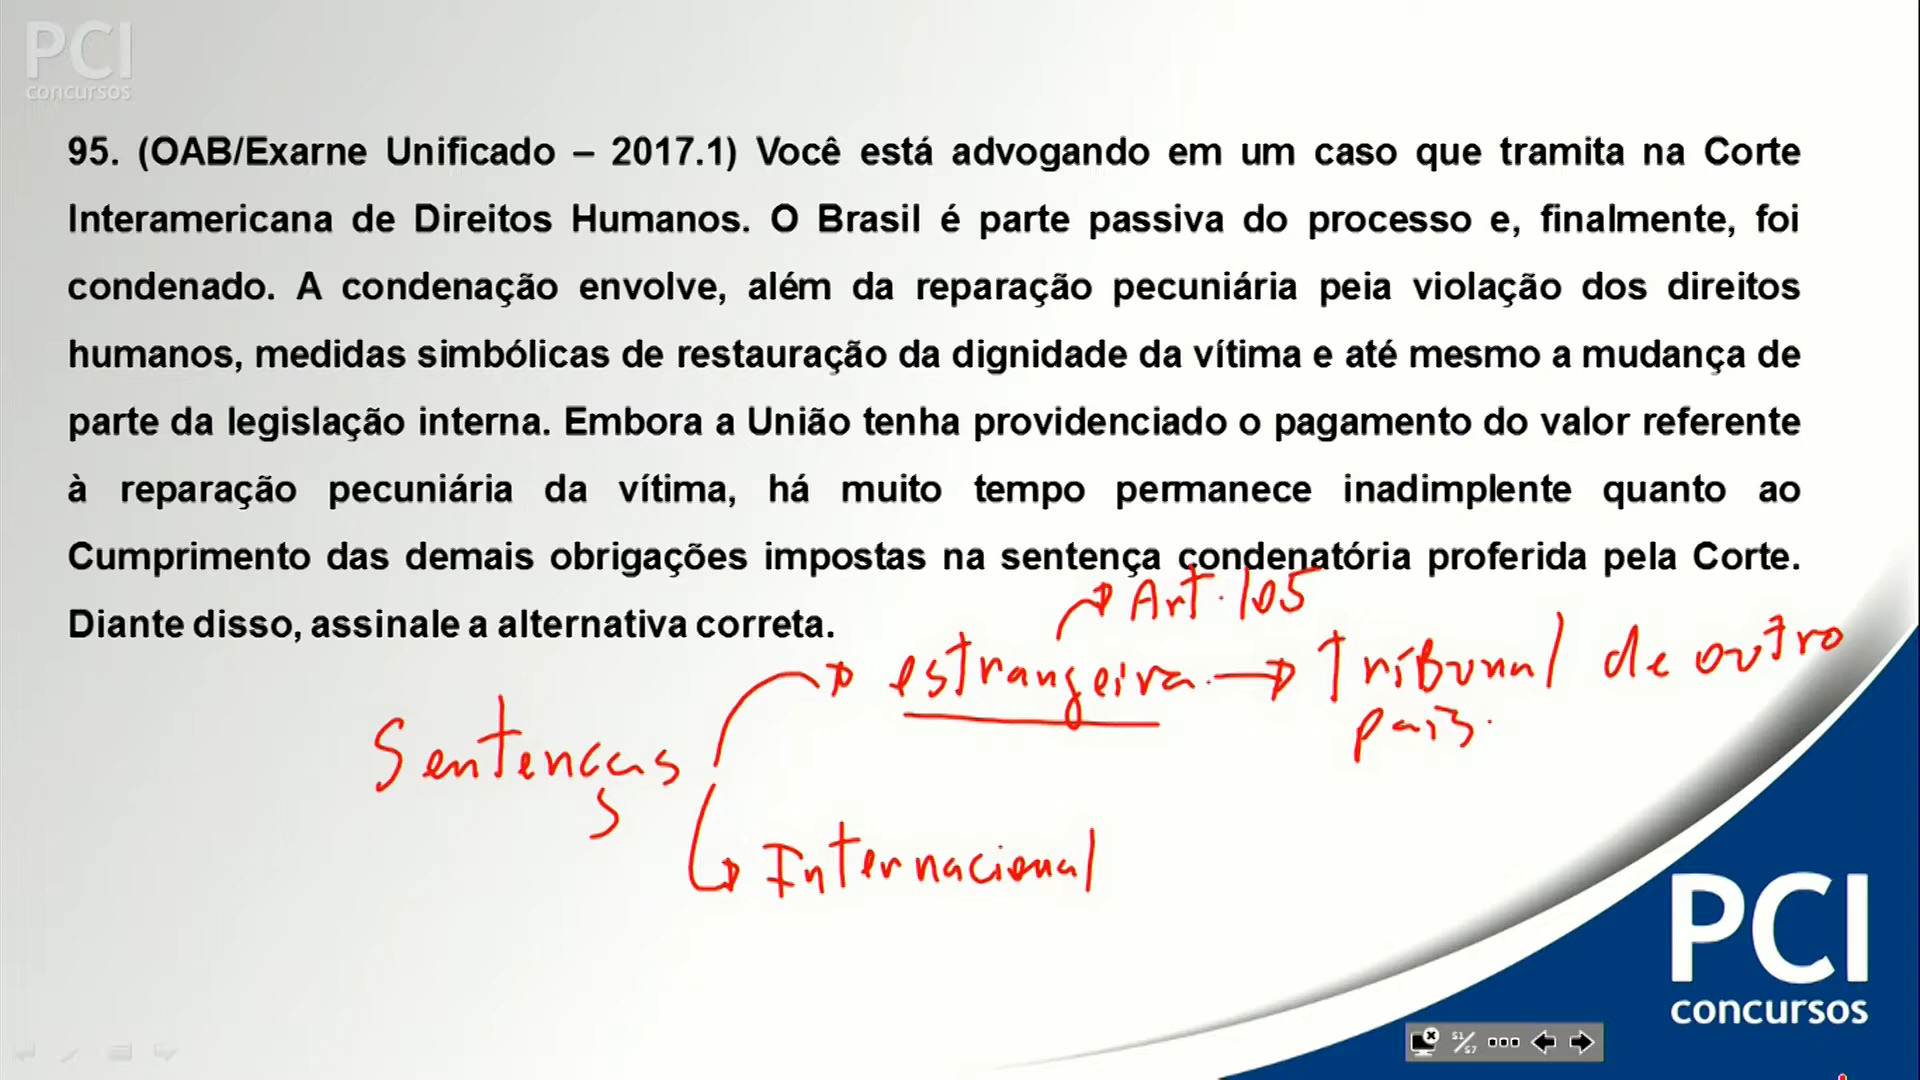 PCI
concursos
95. (OAB/Exarne Unificado – 2017.1) Você está advogando em um caso que tramita na Corte
Interamericana de Direitos Humanos. O Brasil é parte passiva do processo e, finalmente, foi
condenado. A condenação envolve, além da reparação pecuniária peia violação dos direitos
humanos, medidas simbólicas de restauração da dignidade da vítima e até mesmo a mudança de
parte da legislação interna. Embora a União tenha providenciado o pagamento do valor referente
à reparação pecuniária da vítima, há muito tempo permanece inadimplente quanto ao
Cumprimento das demais obrigações impostas na sentença condenatória proferida pela Corte.
Diante disso, assinale a alternativa correta.
Art. 105
estrangeira. Tribunal de outro
país.
Sentenças
Internacional
PCI
concursos
51/57